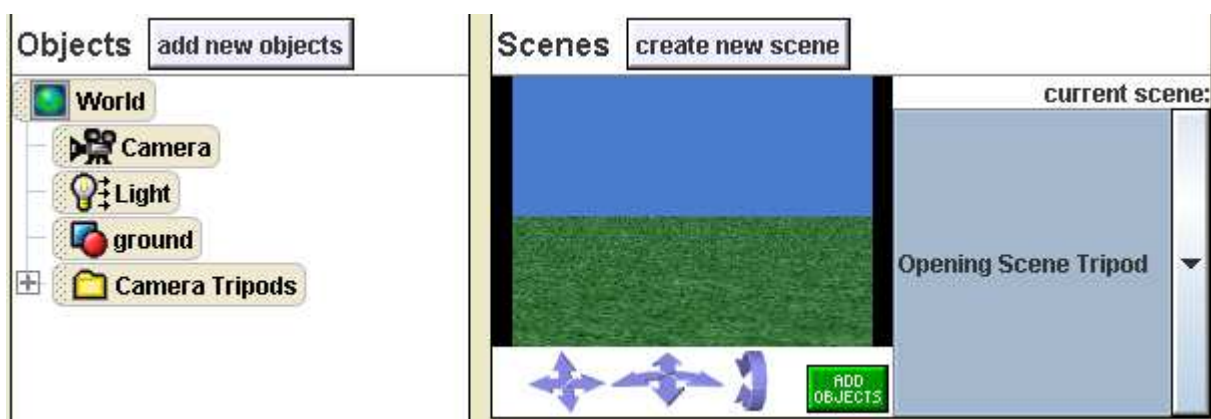 Objects add new objects
World
Camera
Light
ground
Camera Tripods
Scenes create new scene
current scene:
Opening Scene Tripod
ADD
OBJECTS